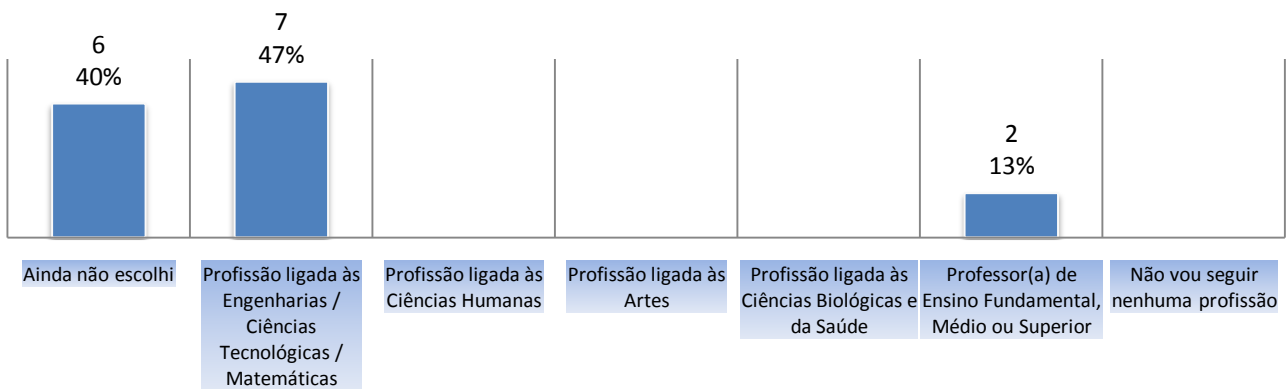 6
40%
7
47%
2
13%
Ainda não escolhi
Profissão ligada às
Engenharias /
Ciências
Tecnológicas /
Matemáticas
Profissão ligada às
Ciências Humanas
Profissão ligada às
Artes
Profissão ligada às
Ciências Biológicas e
da Saúde
Professor(a) de
Ensino Fundamental,
Médio ou Superior
Não vou seguir
nenhuma profissão